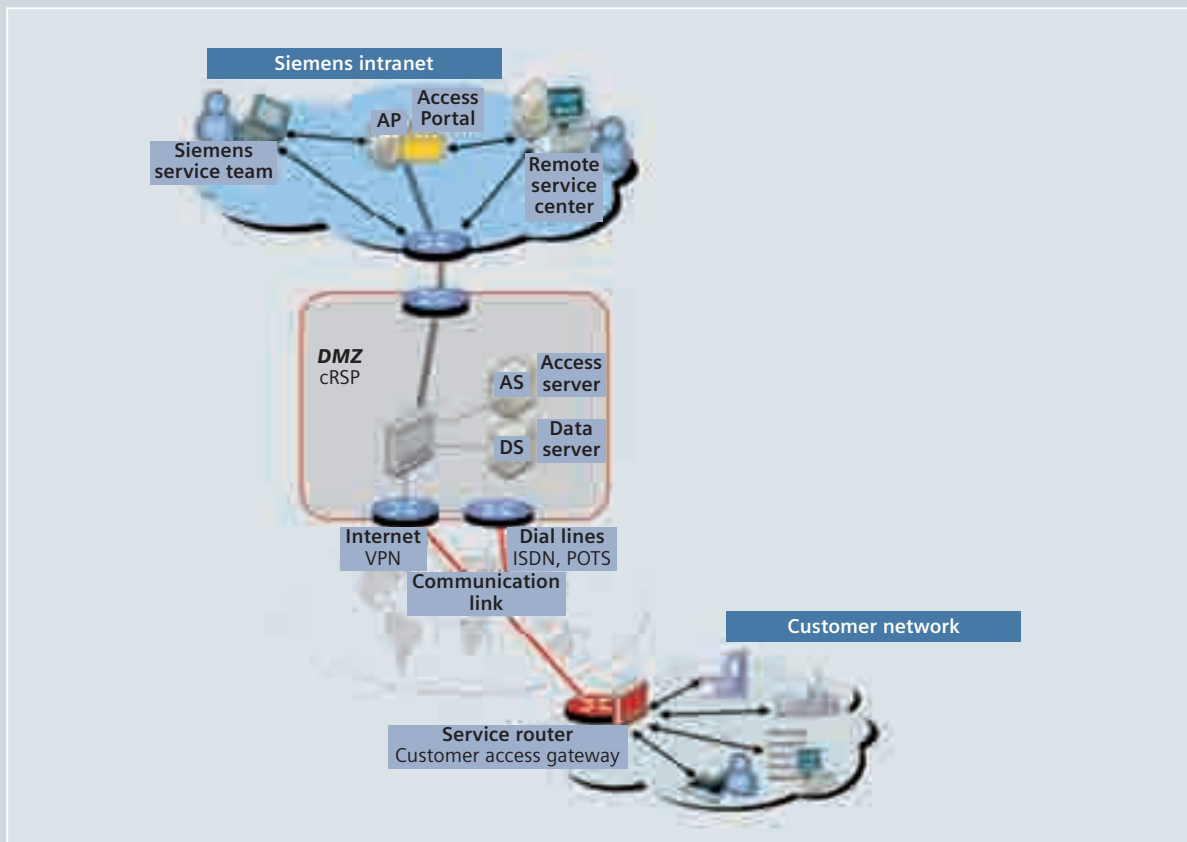 Siemens intranet
Access
Portal
AP
Siemens
service team
Remote
service
center
DMZ
cRSP
Access
server
AS
Data
server
DS
Internet
VPN
Dial lines
ISDN, POTS
Communication
link
Customer network
Service router
Customer access gateway